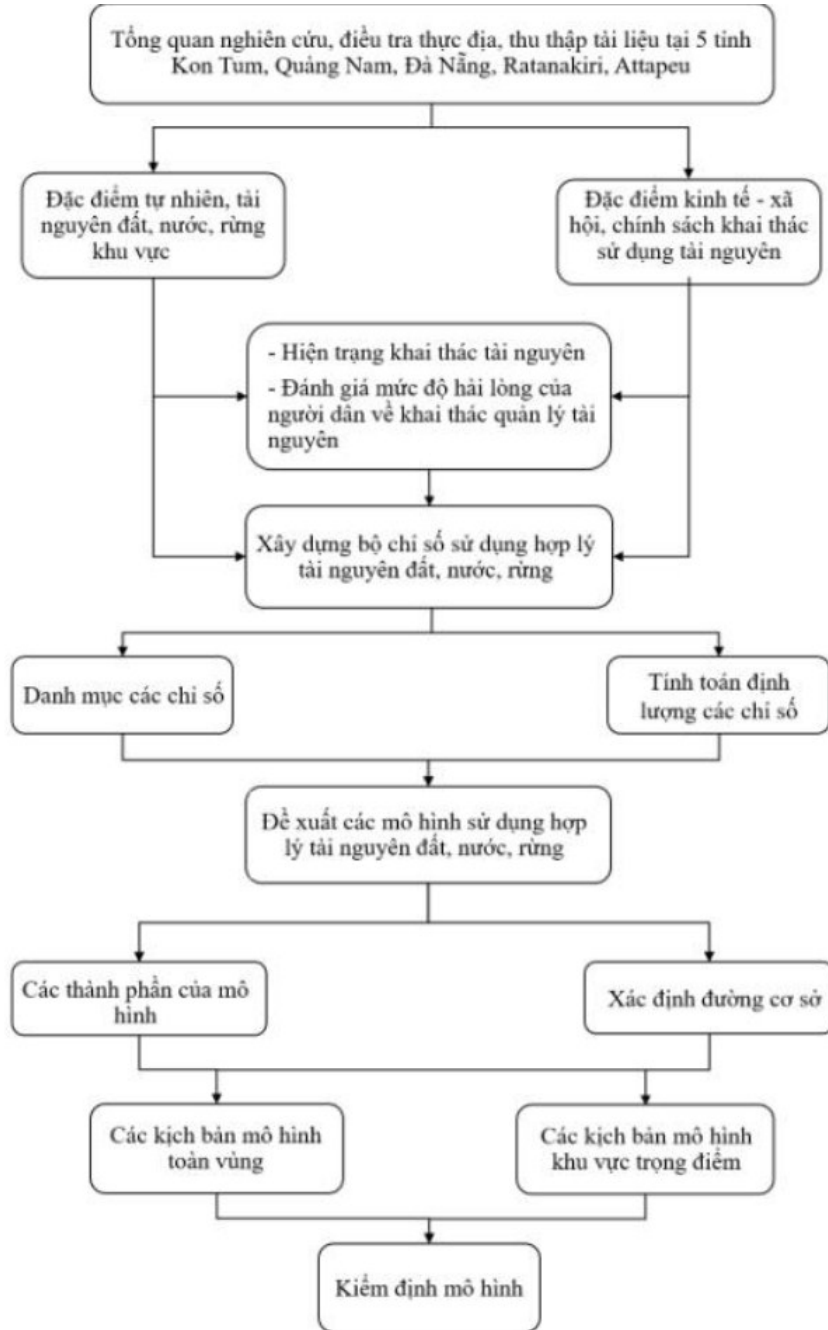 Tổng quan nghiên cứu, điều tra thực địa, thu thập tài liệu tại 5 tỉnh
Kon Tum, Quảng Nam, Đà Nẵng, Ratanakiri, Attapeu
Đặc điểm tự nhiên, tài
nguyên đất, nước, rừng
khu vực
Đặc điểm kinh tế - xã
hội, chính sách khai thác
sử dụng tài nguyên
- Hiện trạng khai thác tài nguyên
- Đánh giá mức độ hài lòng của
người dân về khai thác quản lý tài
nguyên
Xây dựng bộ chỉ số sử dụng hợp lý
tài nguyên đất, nước, rừng
Danh mục các chỉ số
Tính toán định
lượng các chỉ số
Đề xuất các mô hình sử dụng hợp
lý tài nguyên đất, nước, rừng
Các thành phần của mô
hình
Xác định đường cơ sở
Các kịch bản mô hình
toàn vùng
Các kịch bản mô hình
khu vực trọng điểm
Kiểm định mô hình